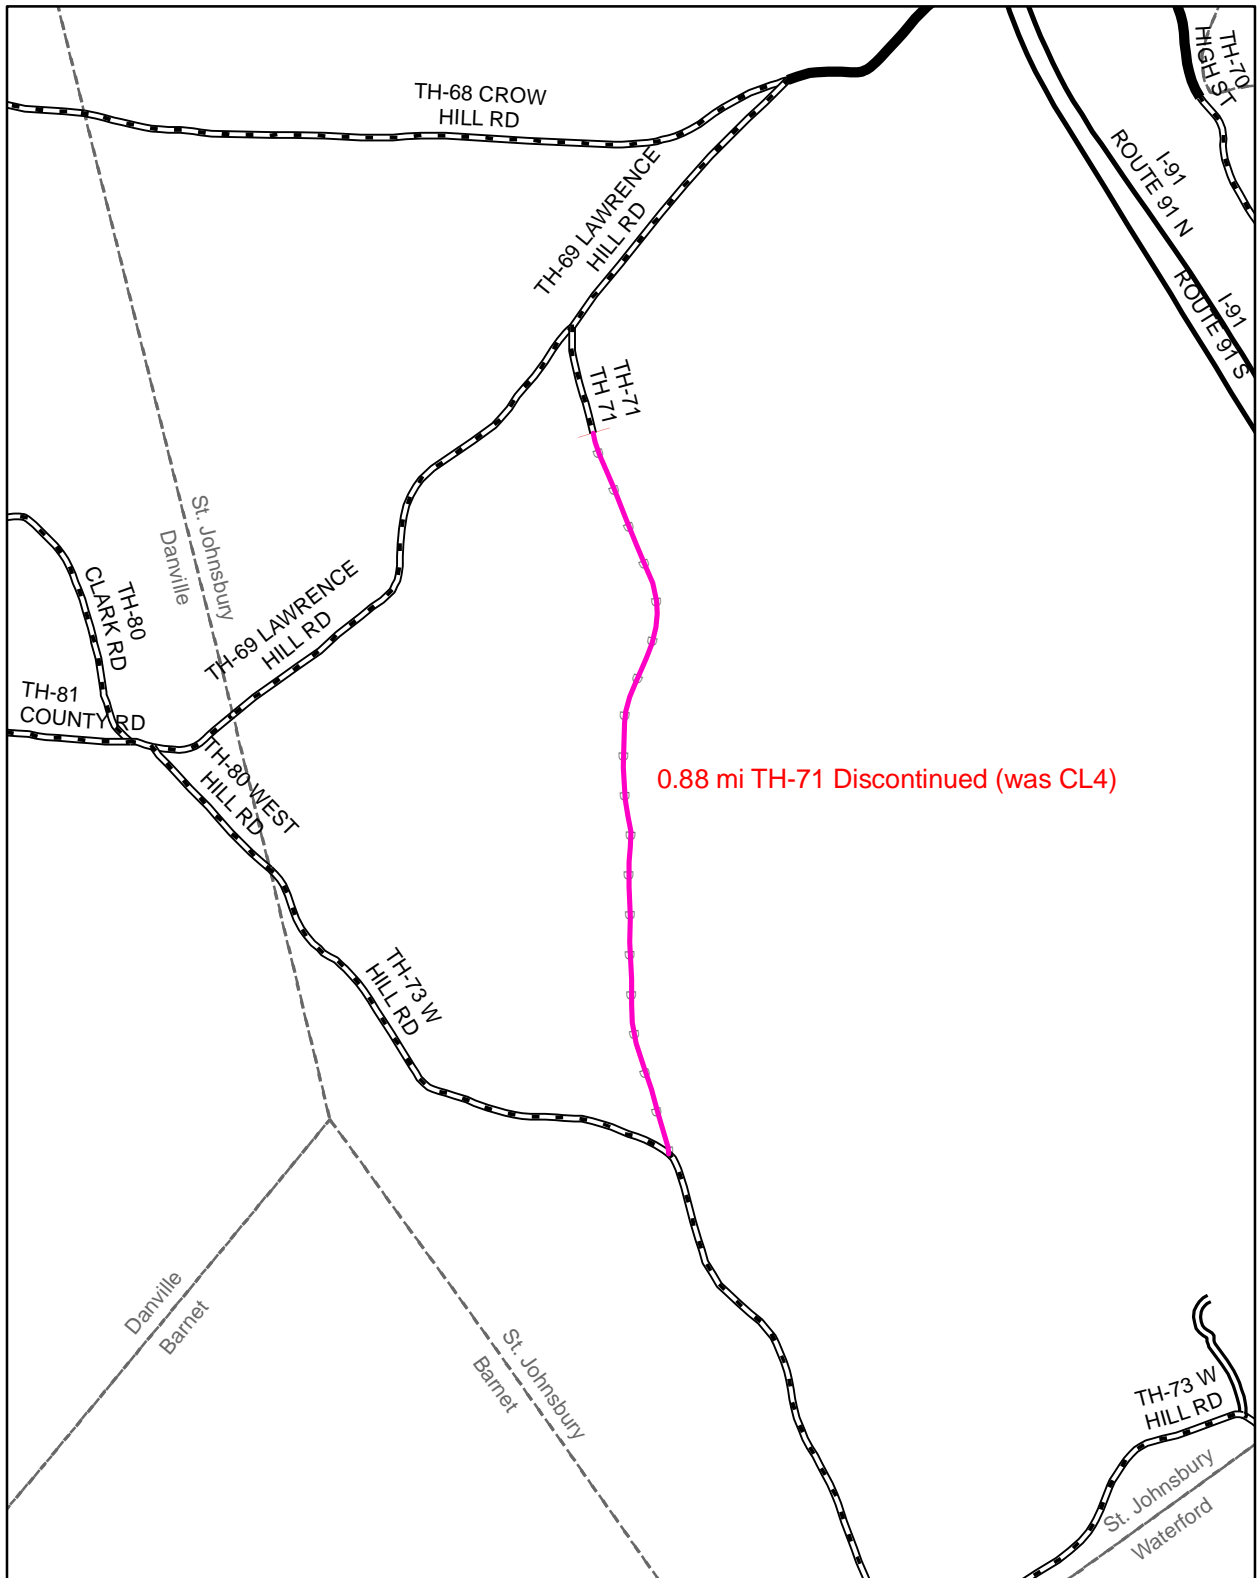 TH-68 CROW
HILL RD
TH-70
HIGH ST
I-91
ROUTE 91 N
I-91
ROUTE 91 S
TH-69 LAWRENCE
HILL RD
TH-71
TH 71
St. Johnsbury
Danville
TH-80
CLARK RD
TH-69 LAWRENCE
HILL RD
TH-81
COUNTY RD
TH-80 WEST
HILL RD
0.88 mi TH-71 Discontinued (was CL4)
TH-73 W
HILL RD
Danville
Barnet
St. Johnsbury
Barnet
TH-73 W
HILL RD
St. Johnsbury
Waterford